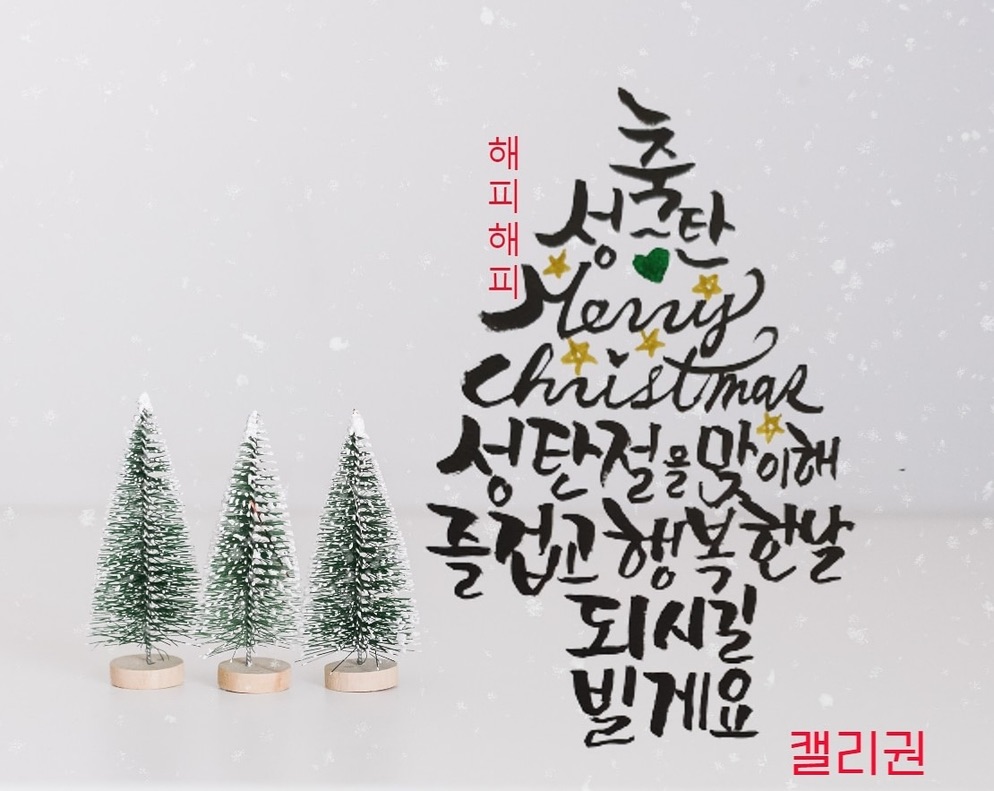 해피해피
축
성탄
Merry
Christmas
성탄절을 맞이해
즐겁고 행복한날
되시길
빌게요
캘리권